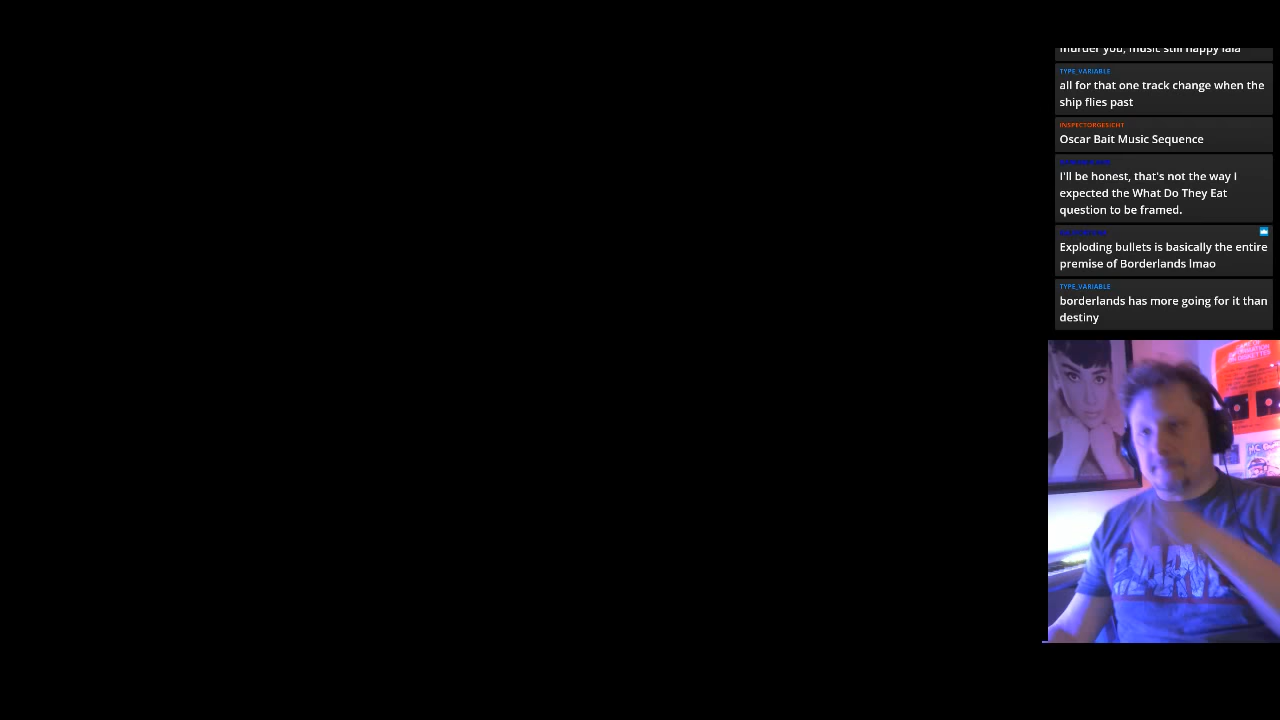 murder you, music still happy lala
TYPE_VARIABLE
all for that one track change when the
ship flies past
INSPECTORGESICHT
Oscar Bait Music Sequence
I'll be honest, that's not the way I
expected the What Do They Eat
question to be framed.
Exploding bullets is basically the entire
premise of Borderlands lmao
TYPE_VARIABLE
borderlands has more going for it than
destiny